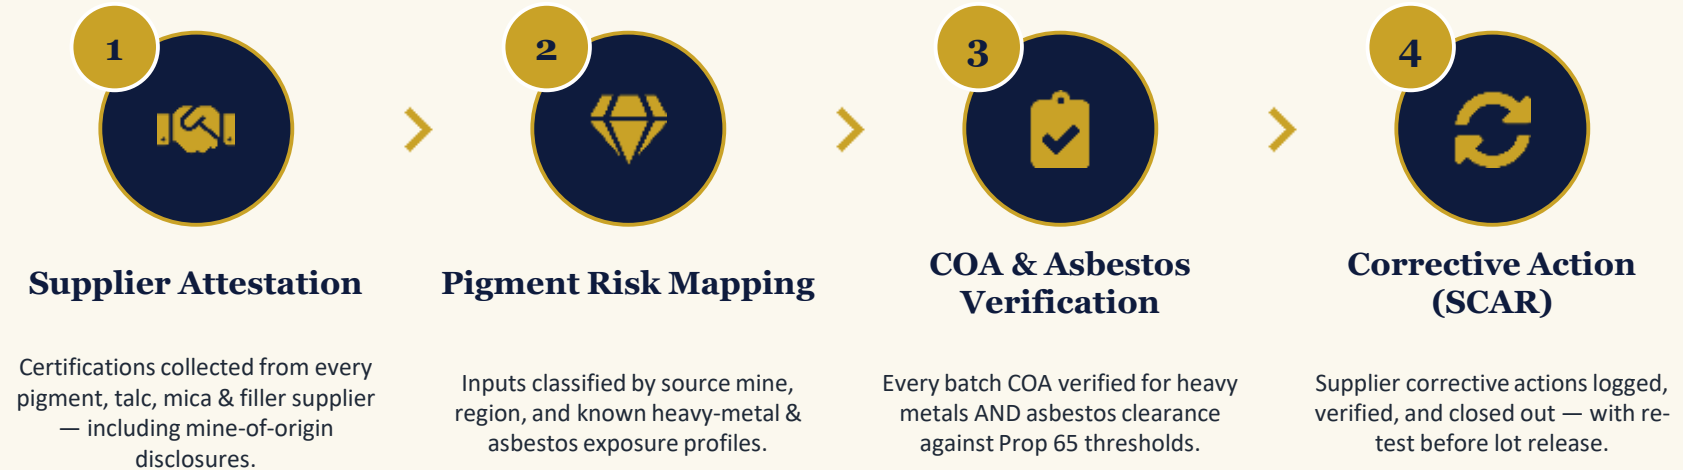 1
Supplier Attestation
Certifications collected from every
pigment, talc, mica & filler supplier
— including mine-of-origin
disclosures.
2
Pigment Risk Mapping
Inputs classified by source mine,
region, and known heavy-metal &
asbestos exposure profiles.
3
COA & Asbestos
Verification
Every batch COA verified for heavy
metals AND asbestos clearance
against Prop 65 thresholds.
4
Corrective Action
(SCAR)
Supplier corrective actions logged,
verified, and closed out — with re-
test before lot release.